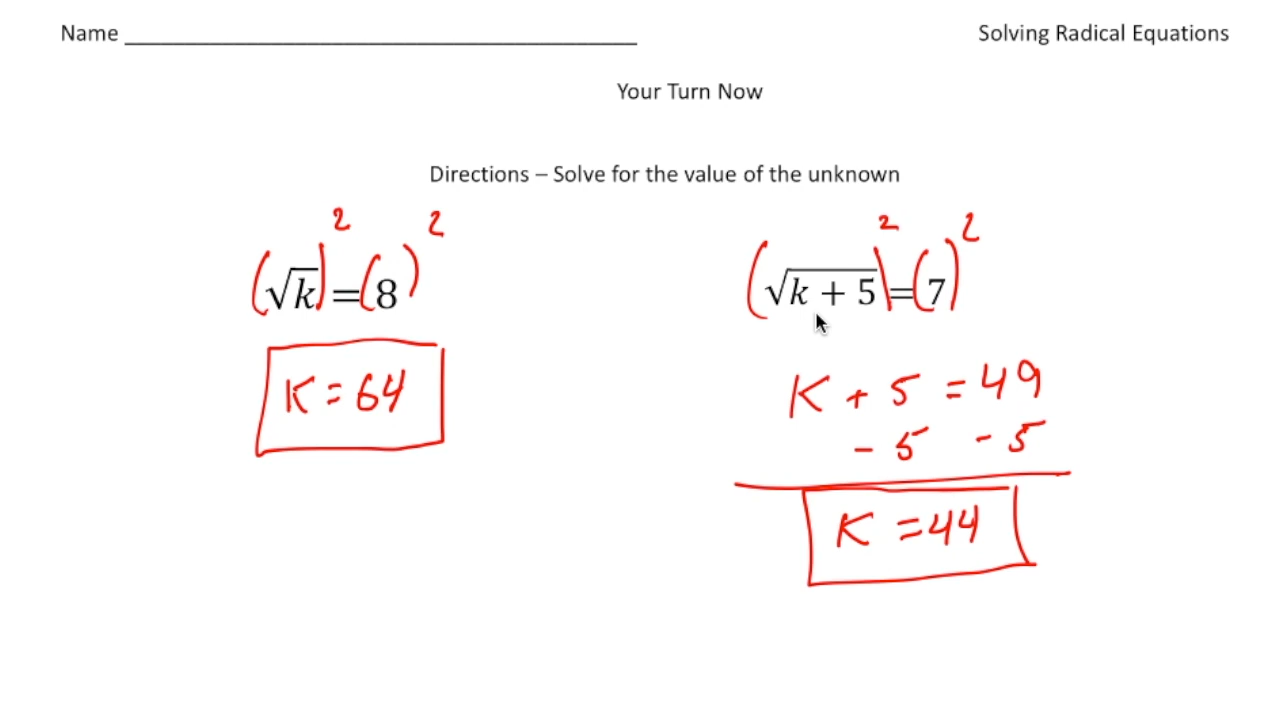 Name ________________________________________ Solving Radical Equations
Your Turn Now
Directions – Solve for the value of the unknown
(√k)² = (8)²
K = 64
(√k + 5)² = (7)²
K + 5 = 49
- 5 - 5
K = 44